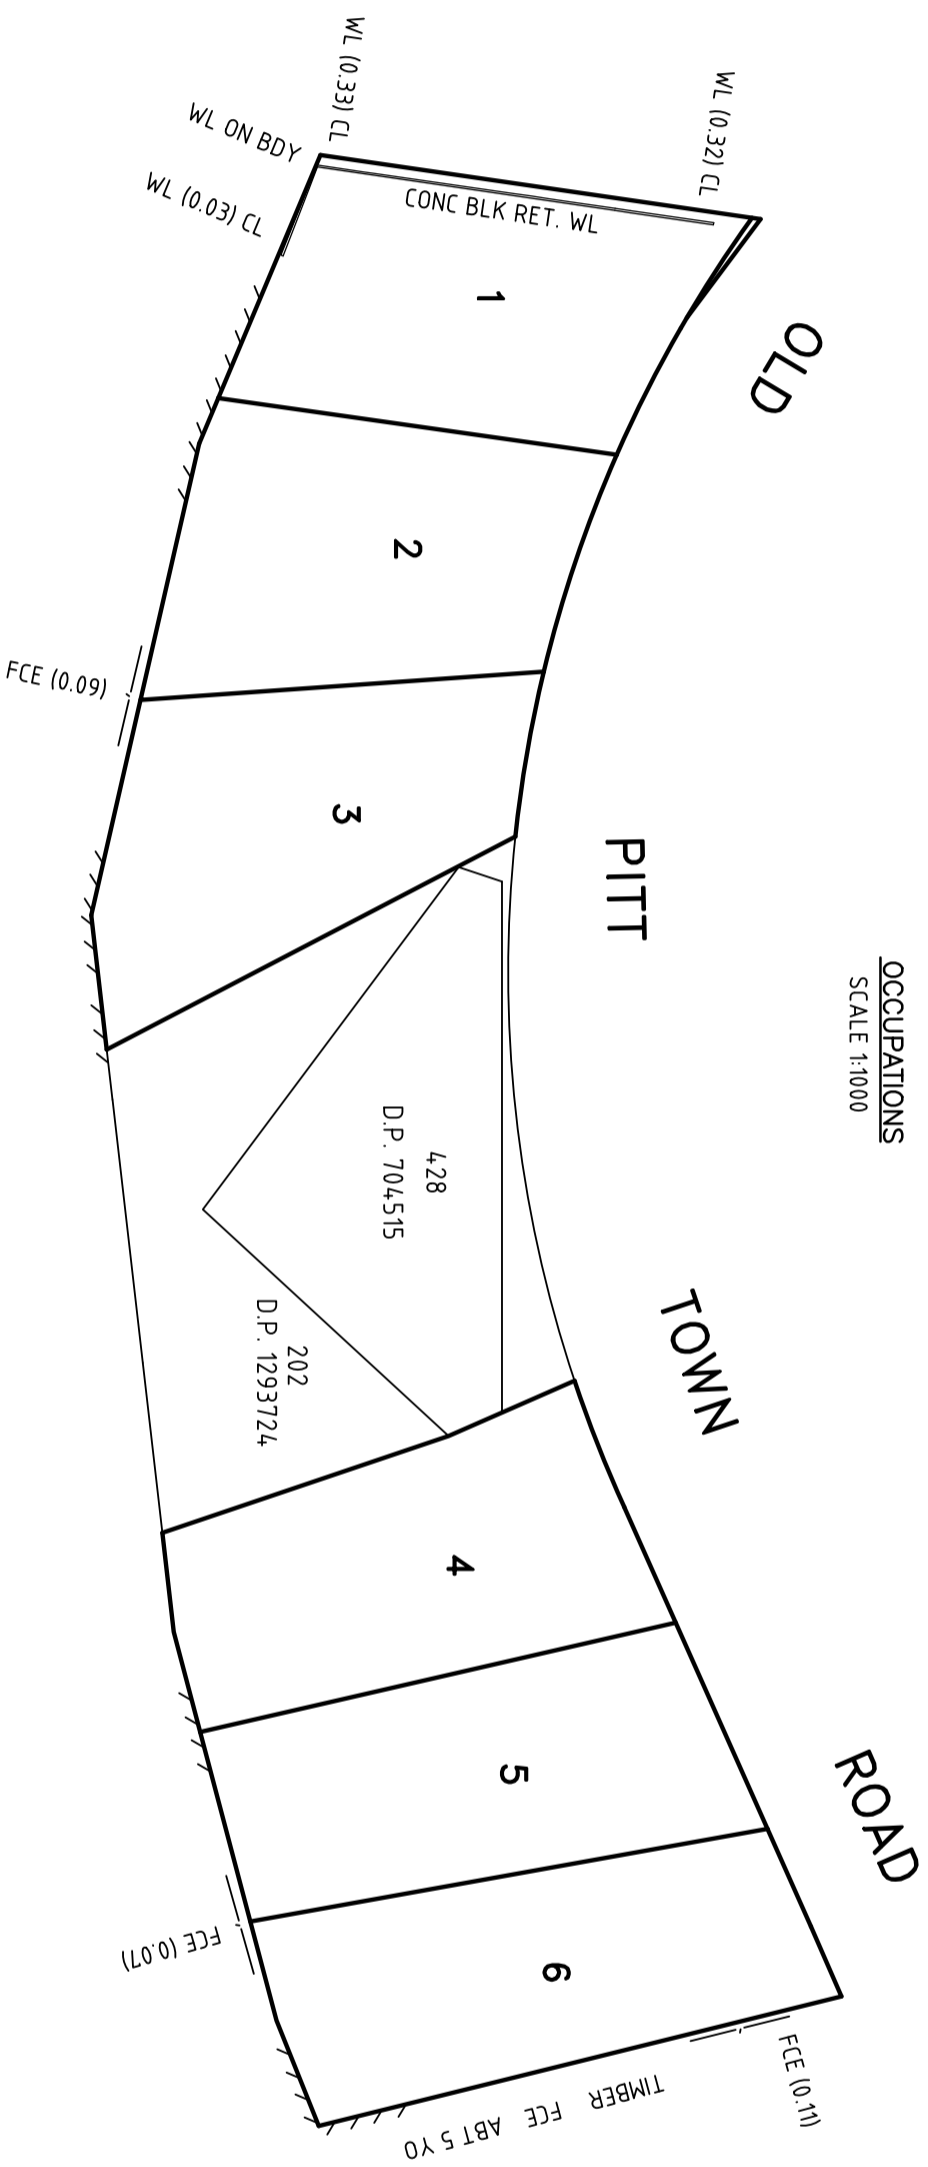 OCCUPATIONS
SCALE 1:1000
OLD
PITT
TOWN
ROAD
WL (0.33) CL
WL (0.32) CL
WL ON BDY
WL (0.03) CL
CONC BLK RET. WL
1
2
FCE (0.09)
3
428
D.P. 704515
202
D.P. 1293724
4
5
FCE (0.07)
6
FCE (0.11)
TIMBER FCE ABT 5 YO